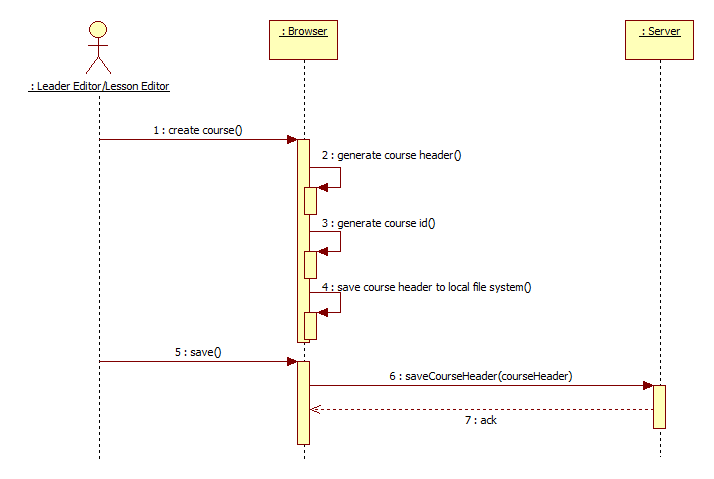 : Browser
: Server
: Leader Editor/Lesson Editor
1 : create course()
2 : generate course header()
3 : generate course id()
4 : save course header to local file system()
5 : save()
6 : saveCourseHeader(courseHeader)
7 : ack